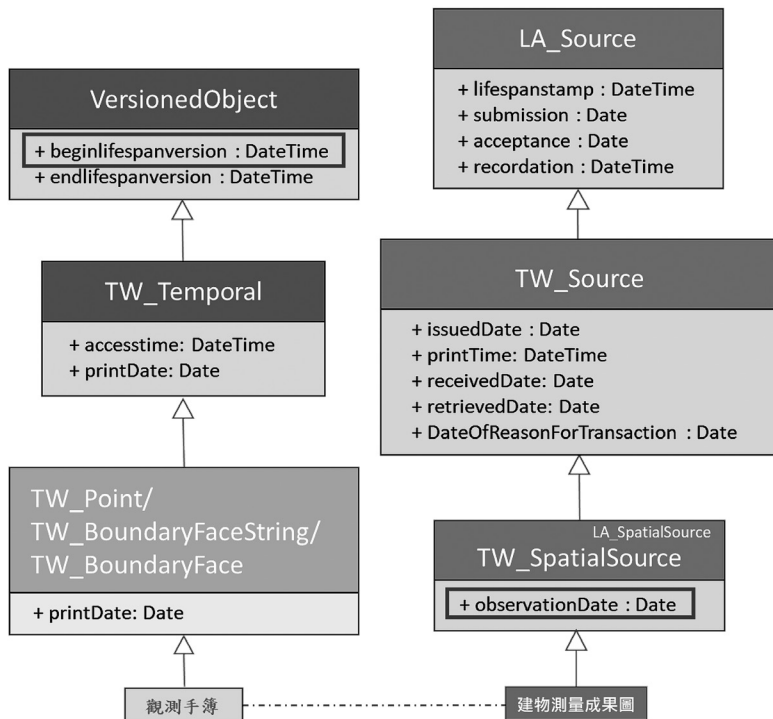 VersionedObject
+ beginlifespanversion : DateTime
+ endlifespanversion : DateTime
TW_Temporal
+ accesstime: DateTime
+ printDate: Date
TW_Point/
TW_BoundaryFaceString/
TW_BoundaryFace
+ printDate: Date
觀測手簿
LA_Source
+ lifespanstamp : DateTime
+ submission : Date
+ acceptance : Date
+ recordation : DateTime
TW_Source
+ issuedDate : Date
+ printTime: DateTime
+ receivedDate: Date
+ retrievedDate: Date
+ DateOfReasonForTransaction : Date
LA_SpatialSource
TW_SpatialSource
+ observationDate : Date
建物測量成果圖